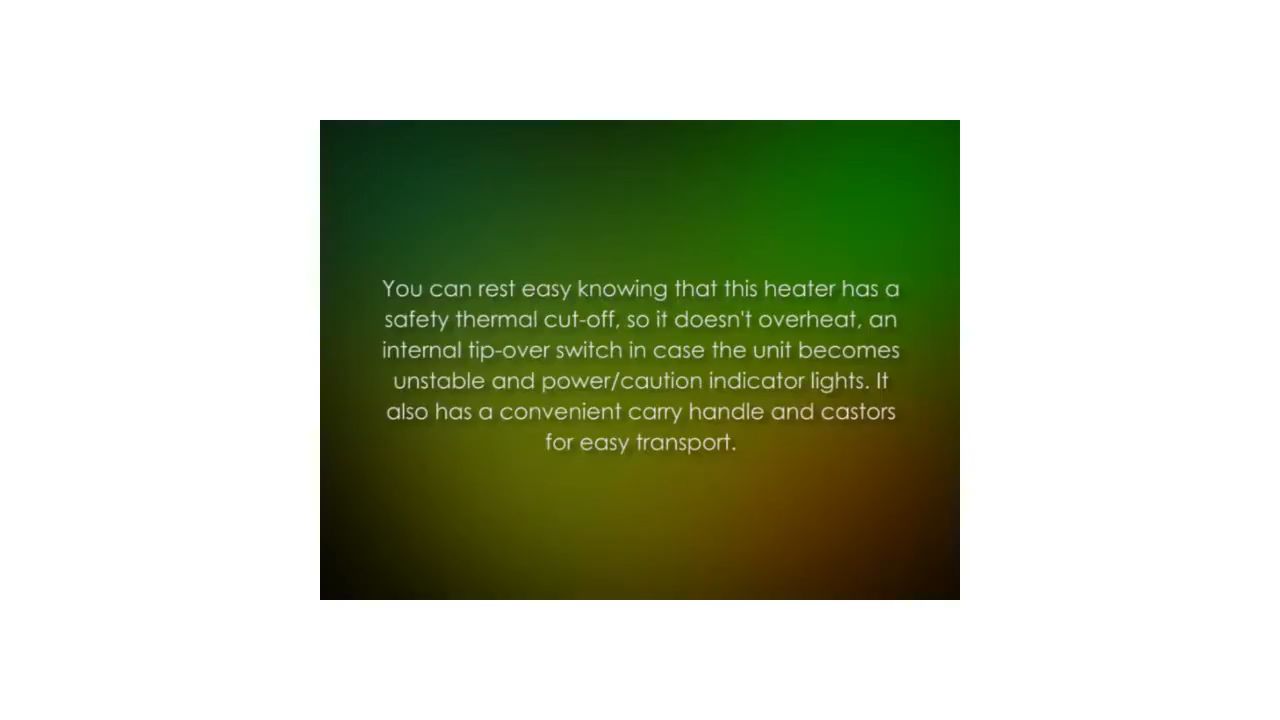 You can rest easy knowing that this heater has a
safety thermal cut-off, so it doesn't overheat, an
internal tip-over switch in case the unit becomes
unstable and power/caution indicator lights. It
also has a convenient carry handle and castors
for easy transport.